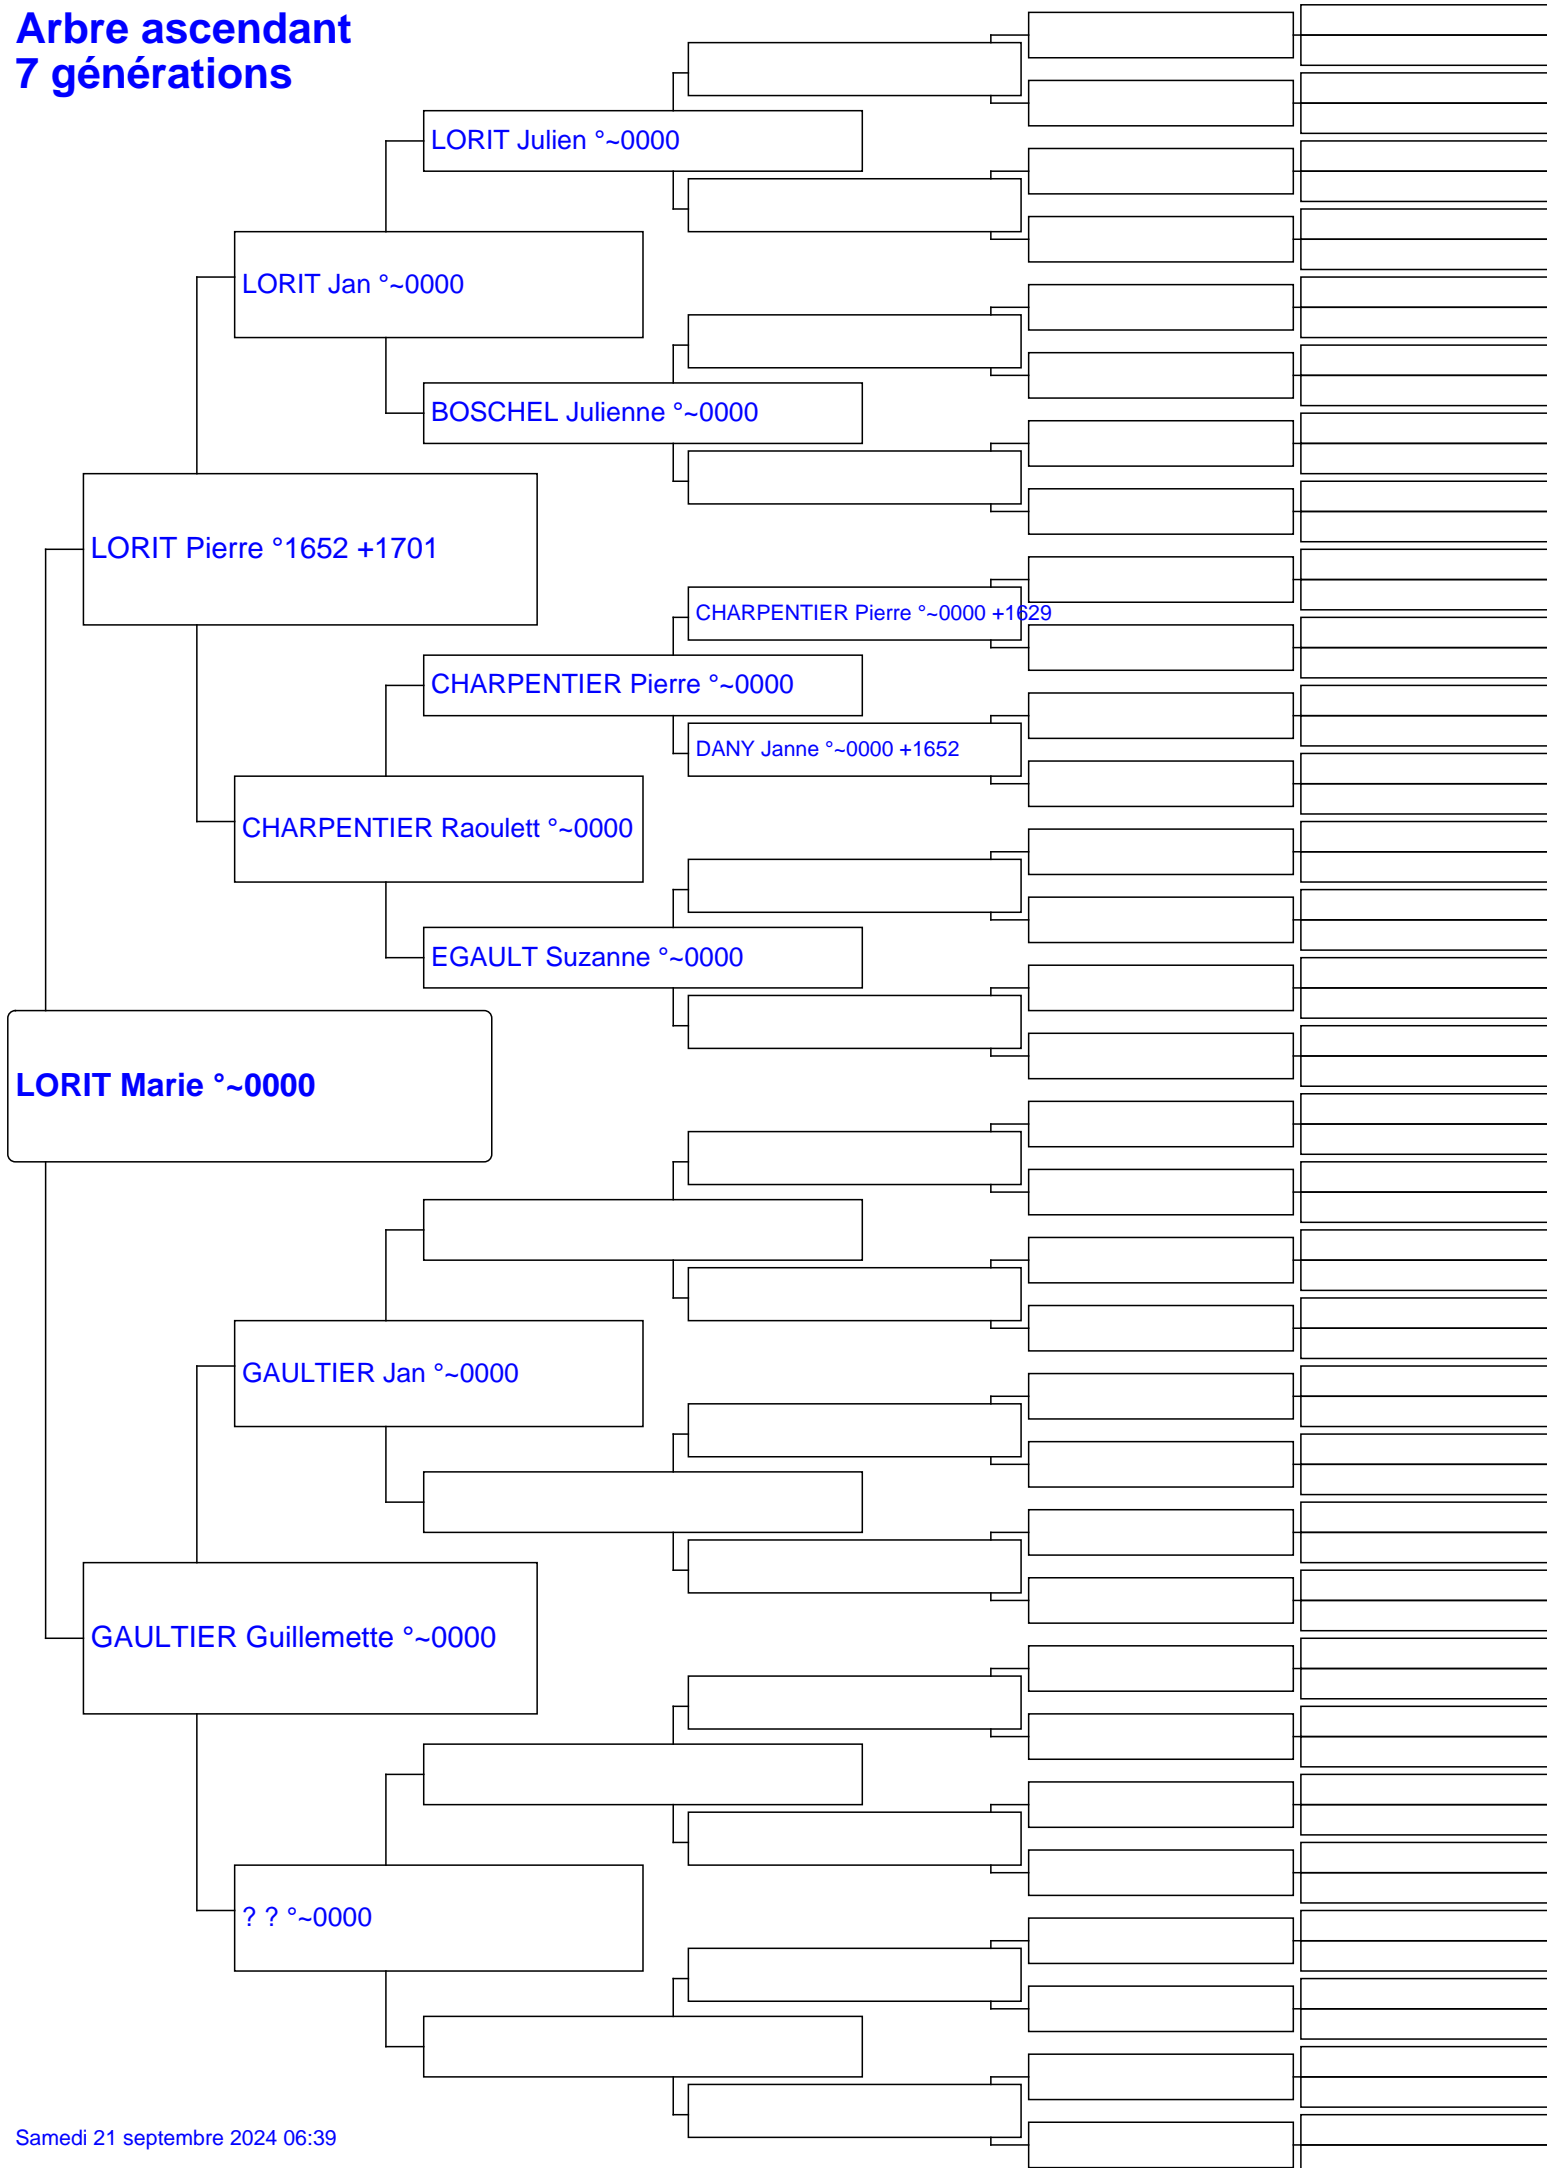 Arbre ascendant
7 générations
LORIT Julien °~0000
LORIT Jan °~0000
BOSCHEL Julienne °~0000
LORIT Pierre °1652 +1701
CHARPENTIER Pierre °~0000 +1629
CHARPENTIER Pierre °~0000
DANY Janne °~0000 +1652
CHARPENTIER Raoulett °~0000
EGAULT Suzanne °~0000
LORIT Marie °~0000
GAULTIER Jan °~0000
GAULTIER Guillemette °~0000
? ? °~0000
Samedi 21 septembre 2024 06:39